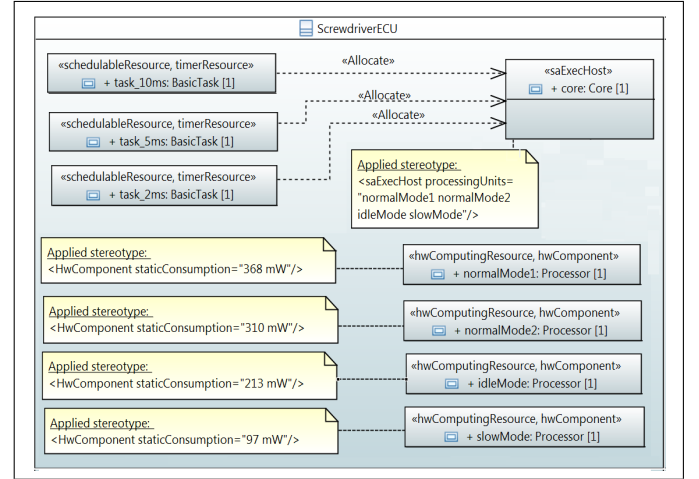 ScrewdriverECU
«schedulableResource, timerResource»
+ task_10ms: BasicTask [1]
«Allocate»
«saExecHost»
+ core: Core [1]
«Allocate»
«schedulableResource, timerResource»
+ task_5ms: BasicTask [1]
«Allocate»
«schedulableResource, timerResource»
+ task_2ms: BasicTask [1]
Applied stereotype:
<saExecHost processingUnits=
"normalMode1 normalMode2
idleMode slowMode"/>
Applied stereotype:
<HwComponent staticConsumption="368 mW"/>
«hwComputingResource, hwComponent»
+ normalMode1: Processor [1]
Applied stereotype:
<HwComponent staticConsumption="310 mW"/>
«hwComputingResource, hwComponent»
+ normalMode2: Processor [1]
Applied stereotype:
<HwComponent staticConsumption="213 mW"/>
«hwComputingResource, hwComponent»
+ idleMode: Processor [1]
Applied stereotype:
<HwComponent staticConsumption="97 mW"/>
«hwComputingResource, hwComponent»
+ slowMode: Processor [1]